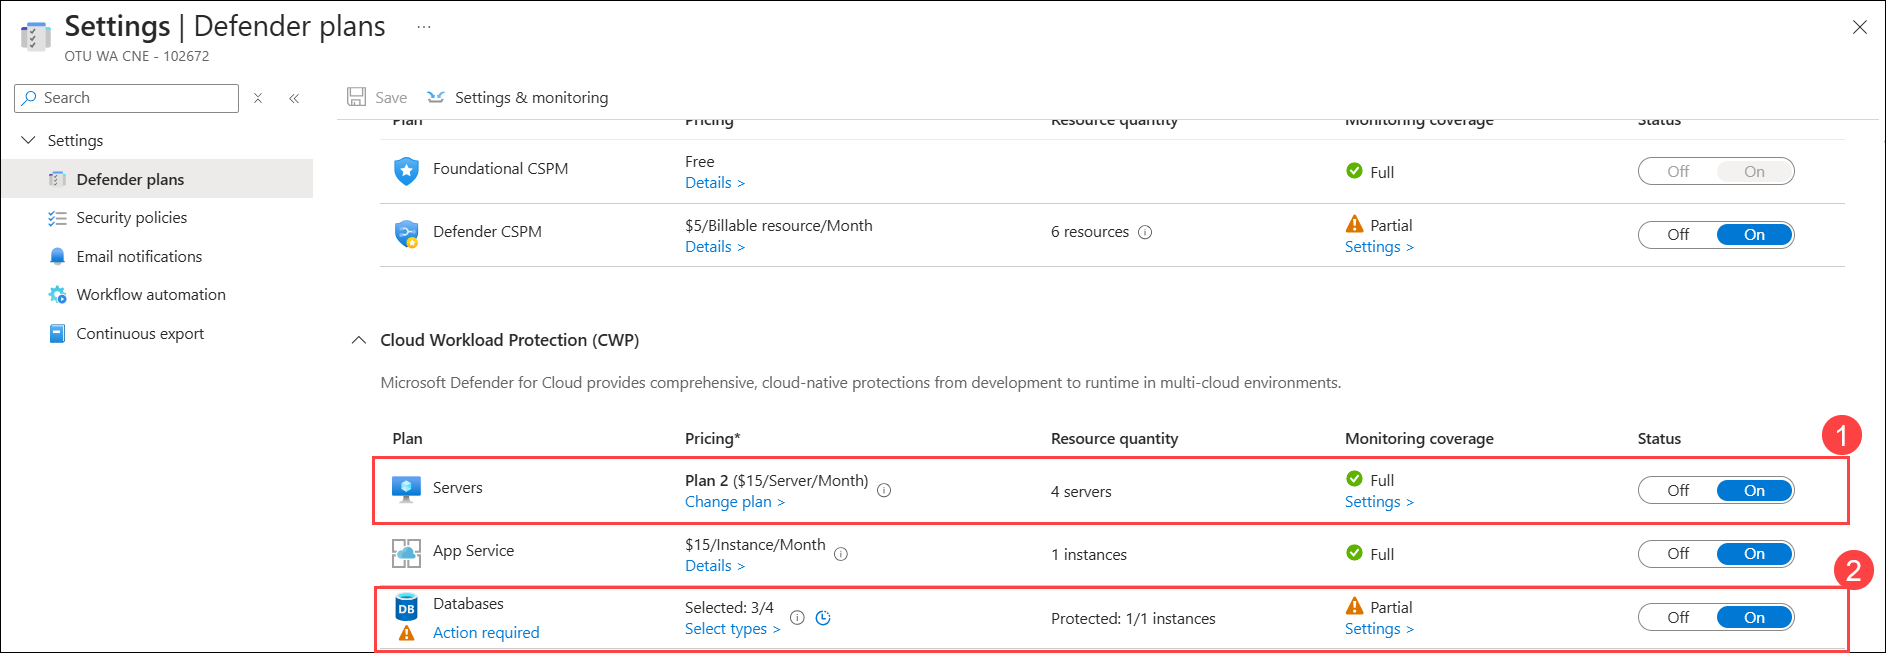 Settings | Defender plans ...
OTU WA CNE - 102672
Search
Save
Settings & monitoring
Settings
Defender plans
Security policies
Email notifications
Workflow automation
Continuous export
Plan Pricing Resource quantity Monitoring coverage Status
Foundational CSPM
Free
Details >
Full
Off On
Defender CSPM
$5/Billable resource/Month
Details >
6 resources
Partial
Settings >
Off On
Cloud Workload Protection (CWP)
Microsoft Defender for Cloud provides comprehensive, cloud-native protections from development to runtime in multi-cloud environments.
Plan Pricing* Resource quantity Monitoring coverage Status
1
Servers
Plan 2 ($15/Server/Month)
Change plan >
4 servers
Full
Settings >
Off On
App Service
$15/Instance/Month
Details >
1 instances
Full
Off On
2
DB
Databases
Action required
Selected: 3/4
Select types >
Protected: 1/1 instances
Partial
Settings >
Off On